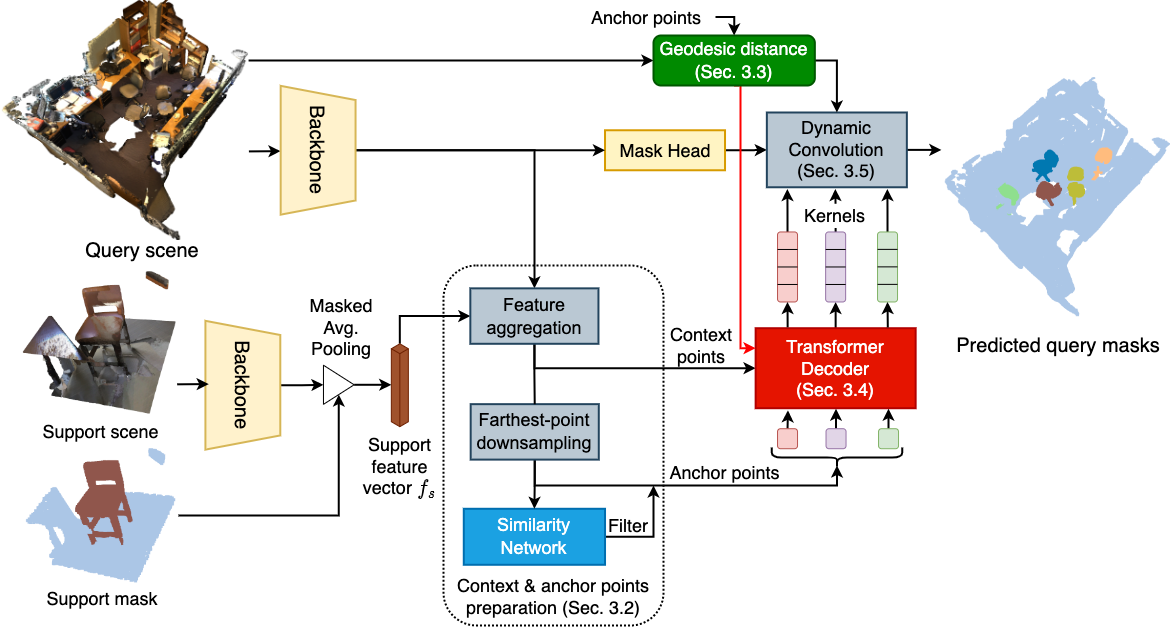 Anchor points
Geodesic distance
(Sec. 3.3)
Backbone
Mask Head
Dynamic
Convolution
(Sec. 3.5)
Kernels
Query scene
Masked
Avg.
Pooling
Feature
aggregation
Context
points
Transformer
Decoder
(Sec. 3.4)
Predicted query masks
Backbone
Support scene
Support
feature
vector fₛ
Farthest-point
downsampling
Anchor points
Similarity
Network
Filter
Support mask
Context & anchor points
preparation (Sec. 3.2)